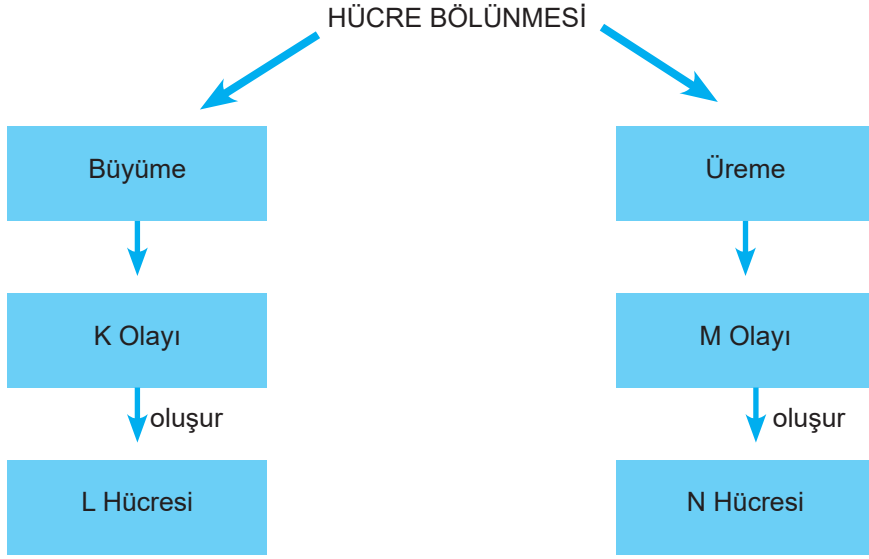 HÜCRE BÖLÜNMESİ
Büyüme
Üreme
K Olayı
M Olayı
oluşur
oluşur
L Hücresi
N Hücresi